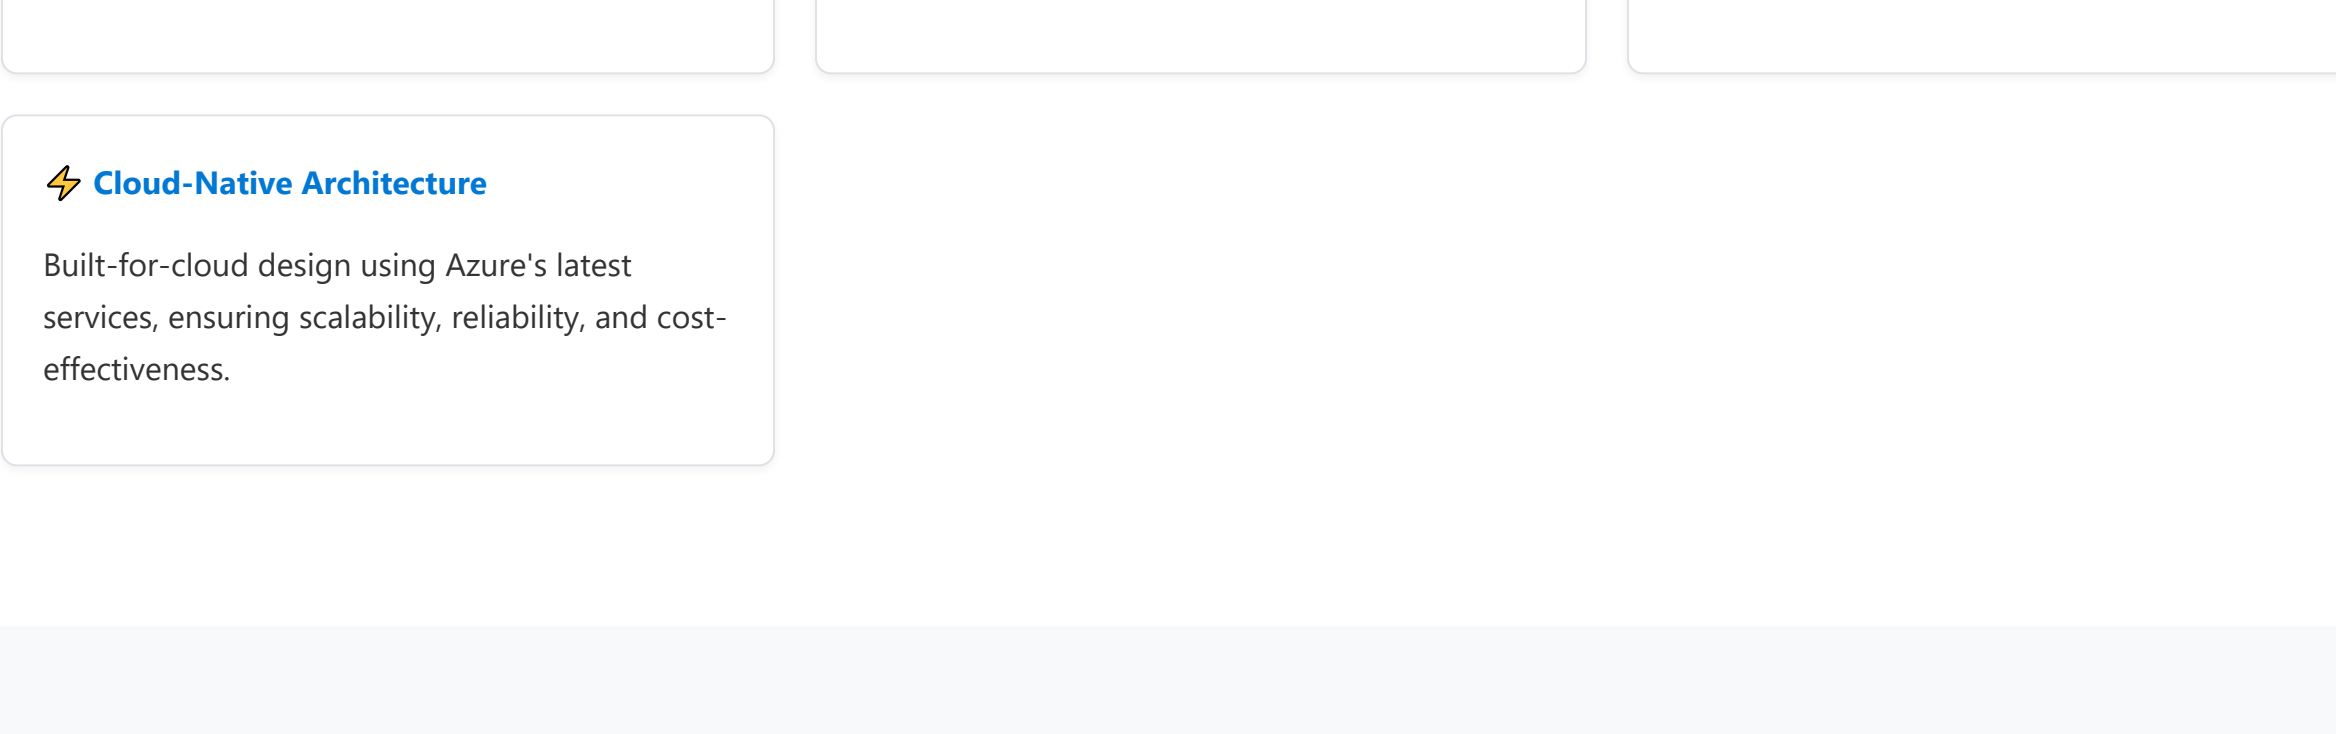 ⚡ Cloud-Native Architecture
Built-for-cloud design using Azure's latest
services, ensuring scalability, reliability, and cost-
effectiveness.